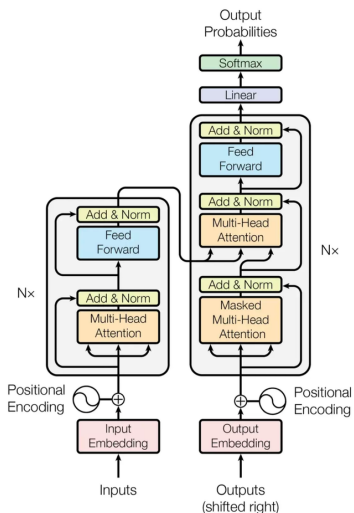 Output
Probabilities
Softmax
Linear
Add & Norm
Feed
Forward
Add & Norm
Multi-Head
Attention
Add & Norm
Masked
Multi-Head
Attention
N×
Positional
Encoding
Output
Embedding
Outputs
(shifted right)
Add & Norm
Feed
Forward
Add & Norm
Multi-Head
Attention
N×
Positional
Encoding
Input
Embedding
Inputs